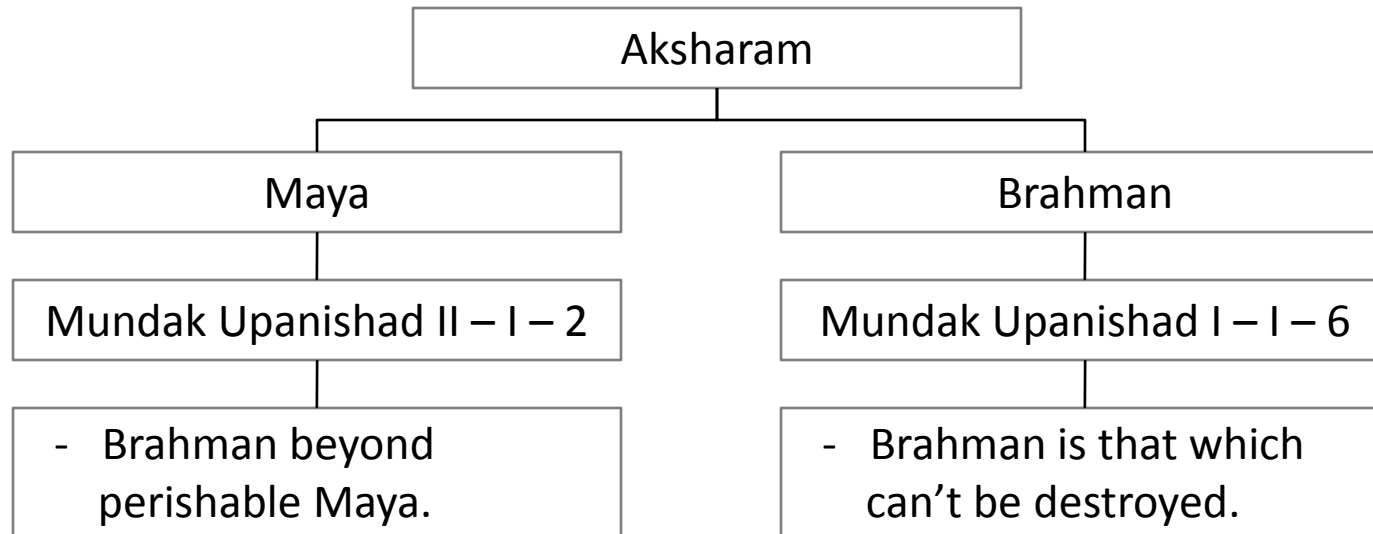 Aksharam
Maya
Brahman
Mundak Upanishad II – I – 2
Mundak Upanishad I – I – 6
- Brahman beyond
perishable Maya.
- Brahman is that which
can’t be destroyed.